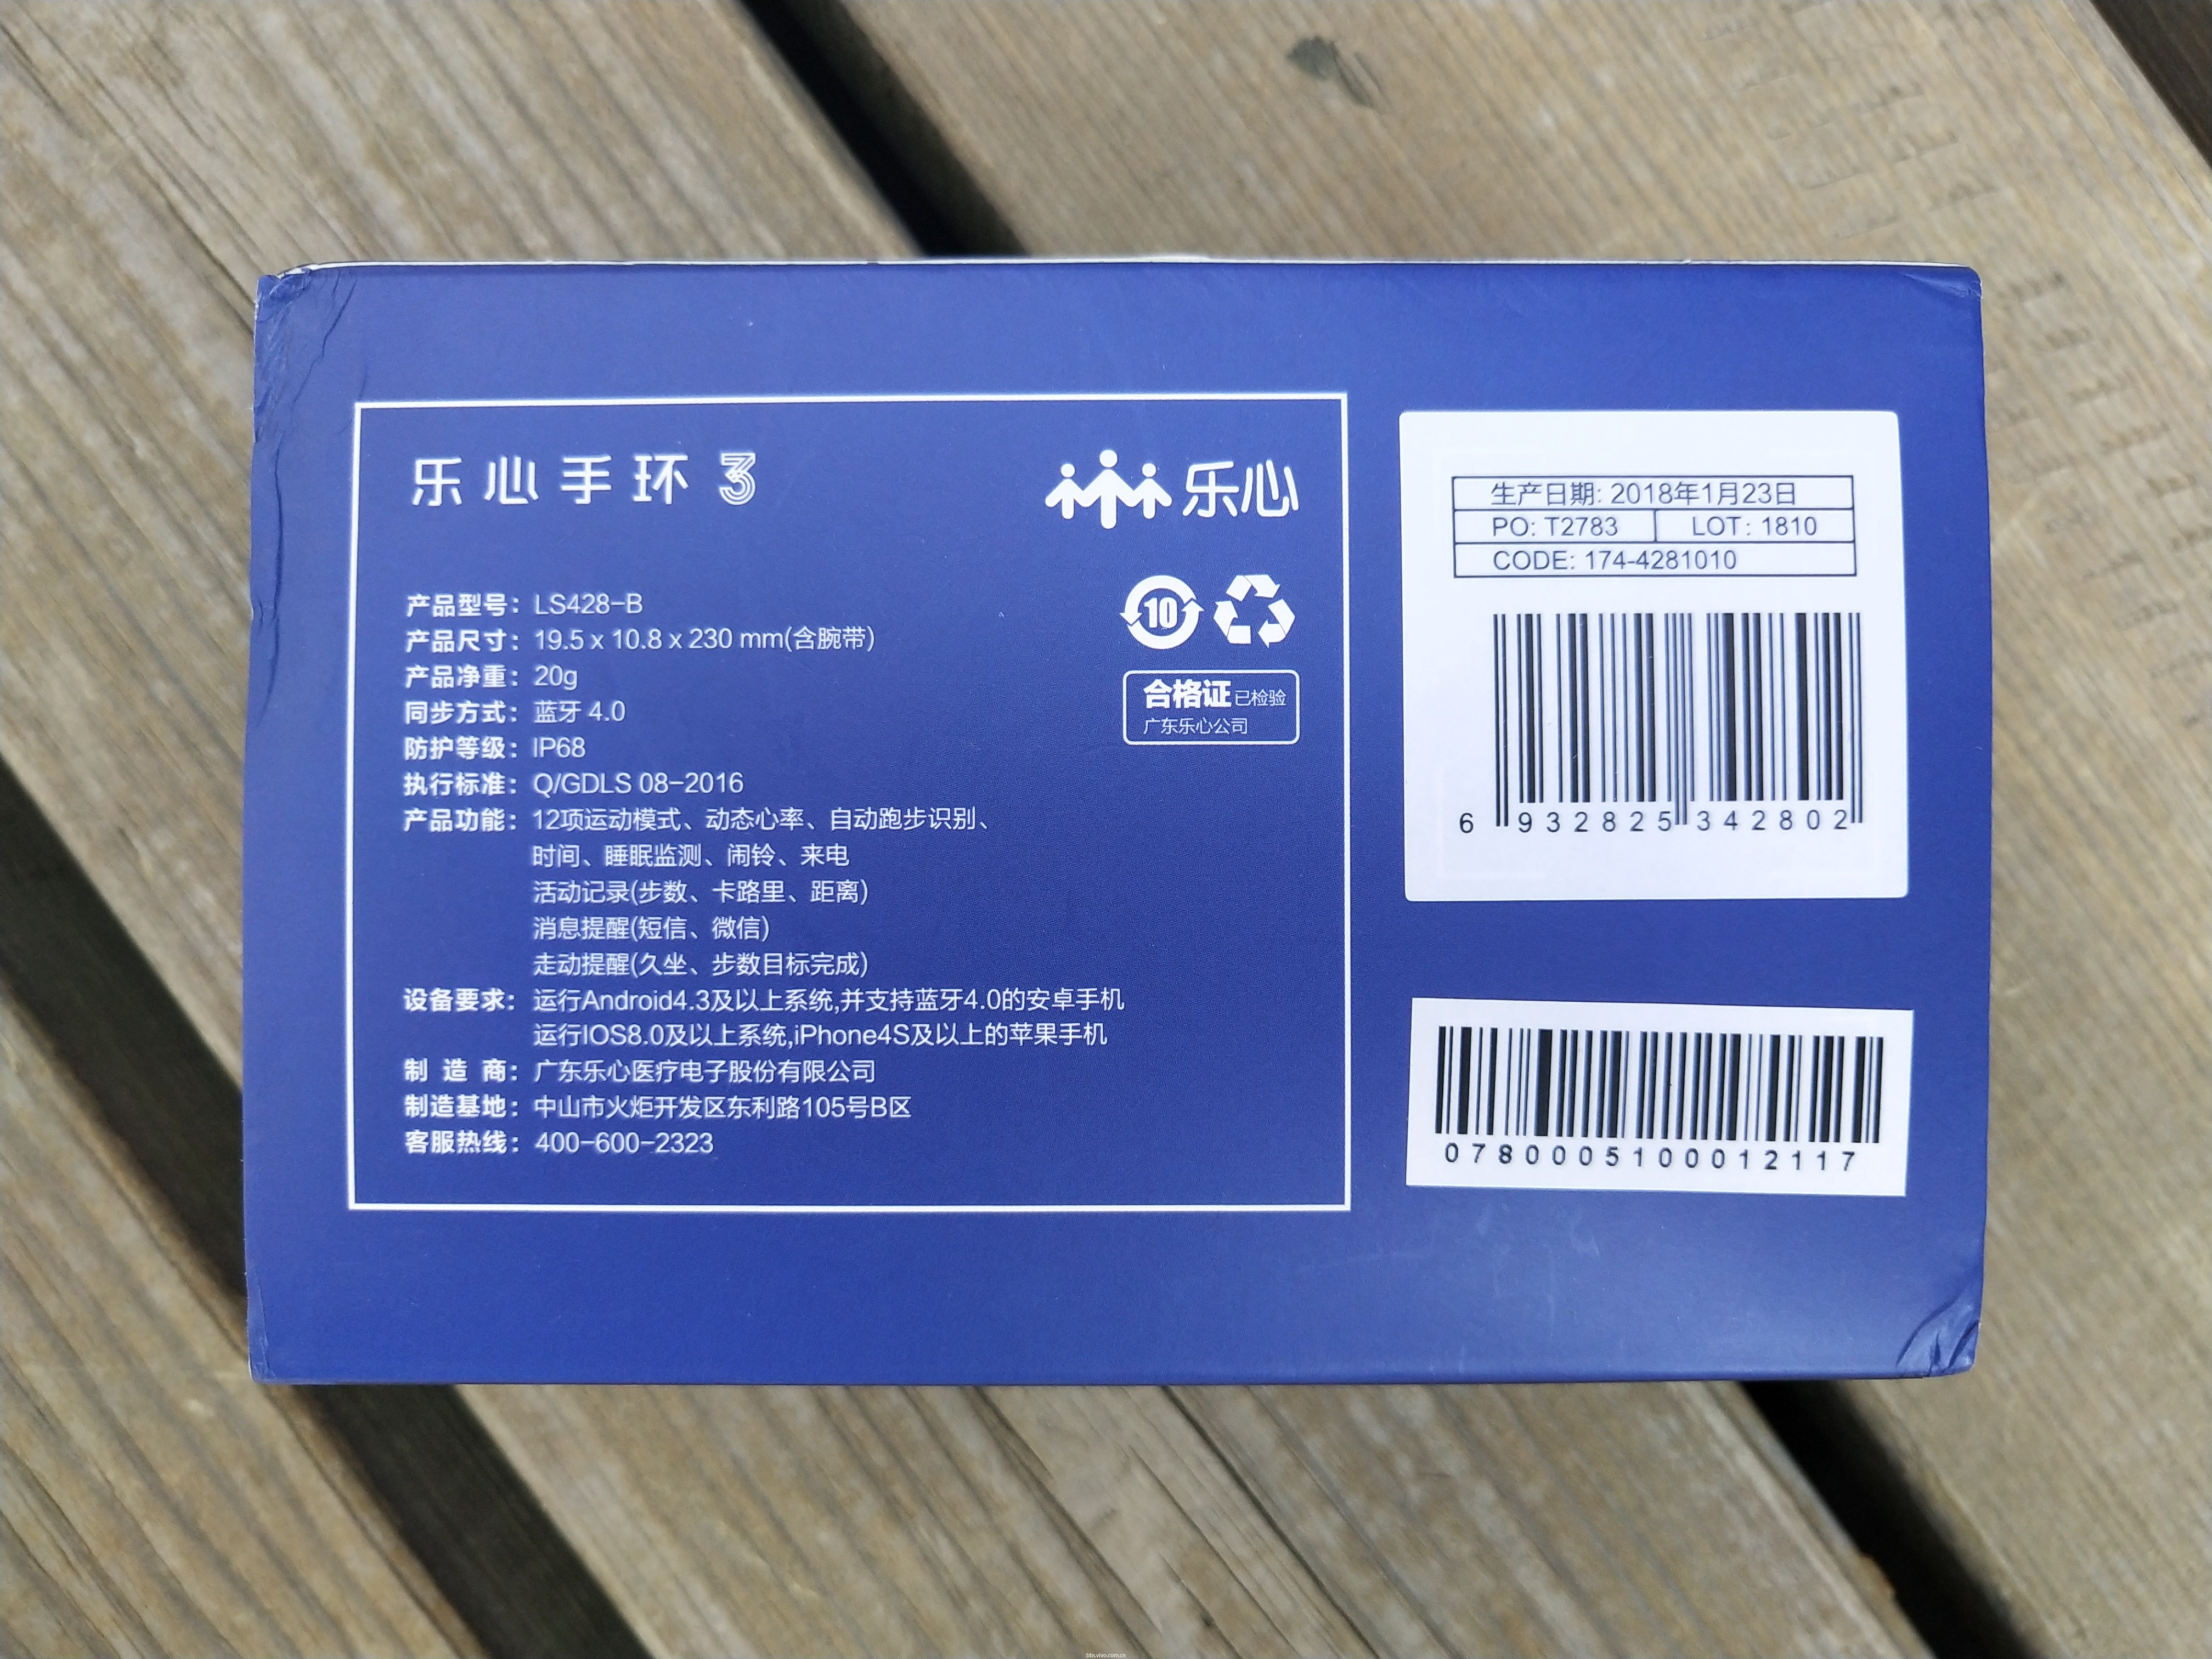 乐心手环3
乐心
产品型号：LS428-B
产品尺寸：19.5 x 10.8 x 230 mm(含腕带)
产品净重：20g
同步方式：蓝牙 4.0
防护等级：IP68
执行标准：Q/GDLS 08-2016
产品功能：12项运动模式、动态心率、自动跑步识别、
时间、睡眠监测、闹铃、来电
活动记录(步数、卡路里、距离)
消息提醒(短信、微信)
走动提醒(久坐、步数目标完成)
设备要求：运行Android4.3及以上系统,并支持蓝牙4.0的安卓手机
运行IOS8.0及以上系统,iPhone4S及以上的苹果手机
制 造 商：广东乐心医疗电子股份有限公司
制造基地：中山市火炬开发区东利路105号B区
客服热线：400-600-2323
10
合格证 已检验
广东乐心公司
生产日期: 2018年1月23日
PO: T2783 LOT: 1810
CODE: 174-4281010
6 932825 342802
0780005100012117
bbs.vivo.com.cn